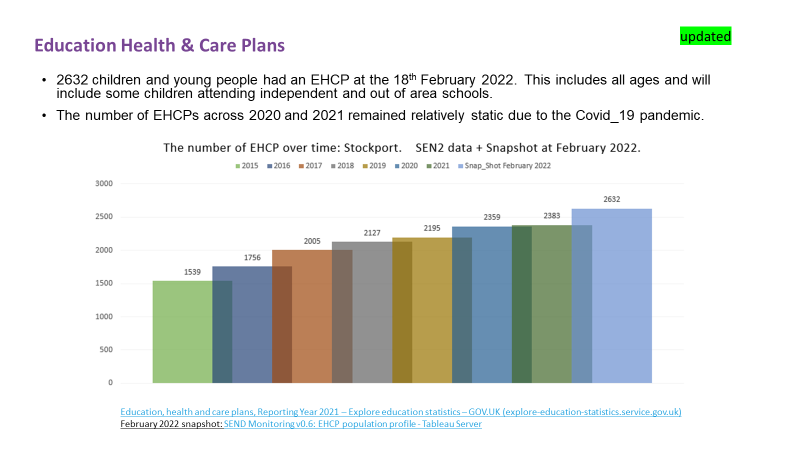 updated
Education Health & Care Plans
• 2632 children and young people had an EHCP at the 18th February 2022. This includes all ages and will
include some children attending independent and out of area schools.
• The number of EHCPs across 2020 and 2021 remained relatively static due to the Covid_19 pandemic.
The number of EHCP over time: Stockport. SEN2 data + Snapshot at February 2022.
2015 2016 2017 2018 2019 2020 2021 Snap_Shot February 2022
3000
2500
2000
1500
1000
500
0
1539
1756
2005
2127
2195
2359
2383
2632
Education, health and care plans, Reporting Year 2021 – Explore education statistics – GOV.UK (explore-education-statistics.service.gov.uk)
February 2022 snapshot: SEND Monitoring v0.6: EHCP population profile - Tableau Server